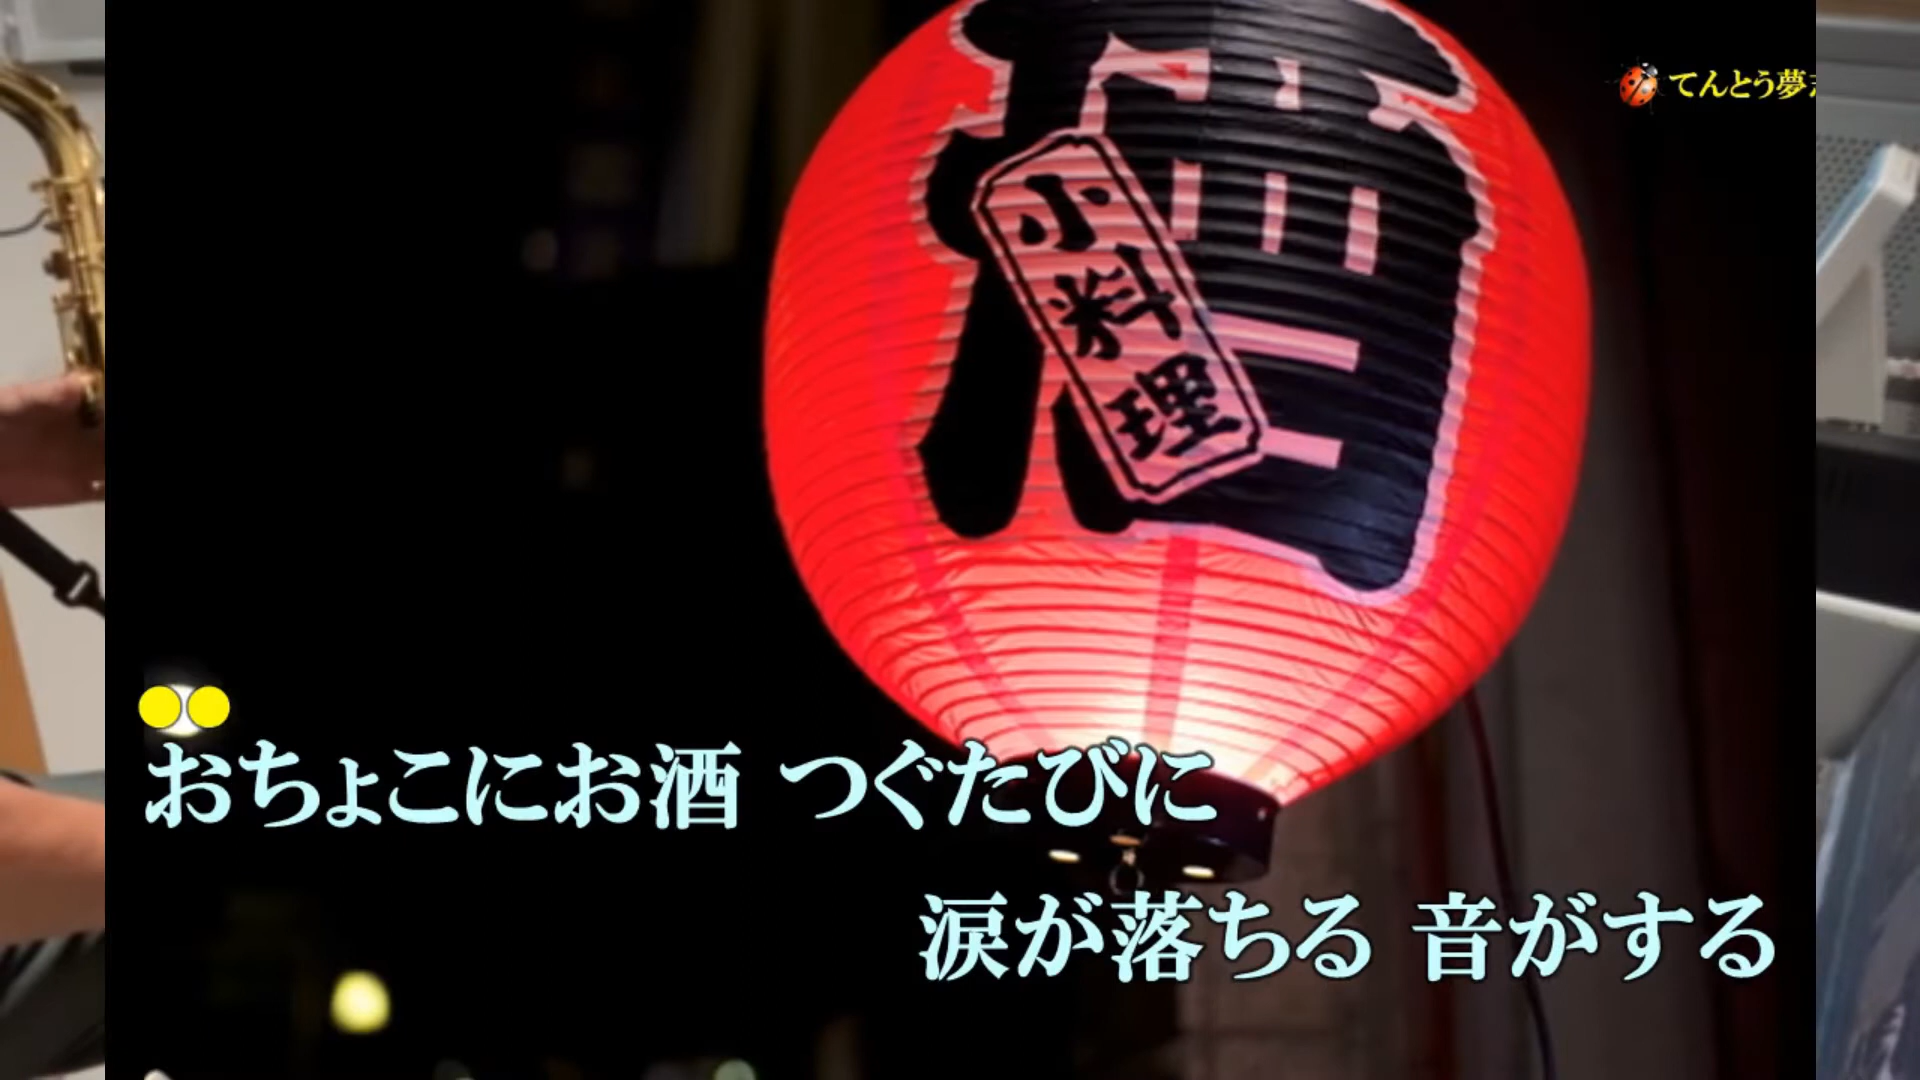 てんとう夢
酒
小料理
おちょこにお酒 つぐたびに
涙が落ちる 音がする